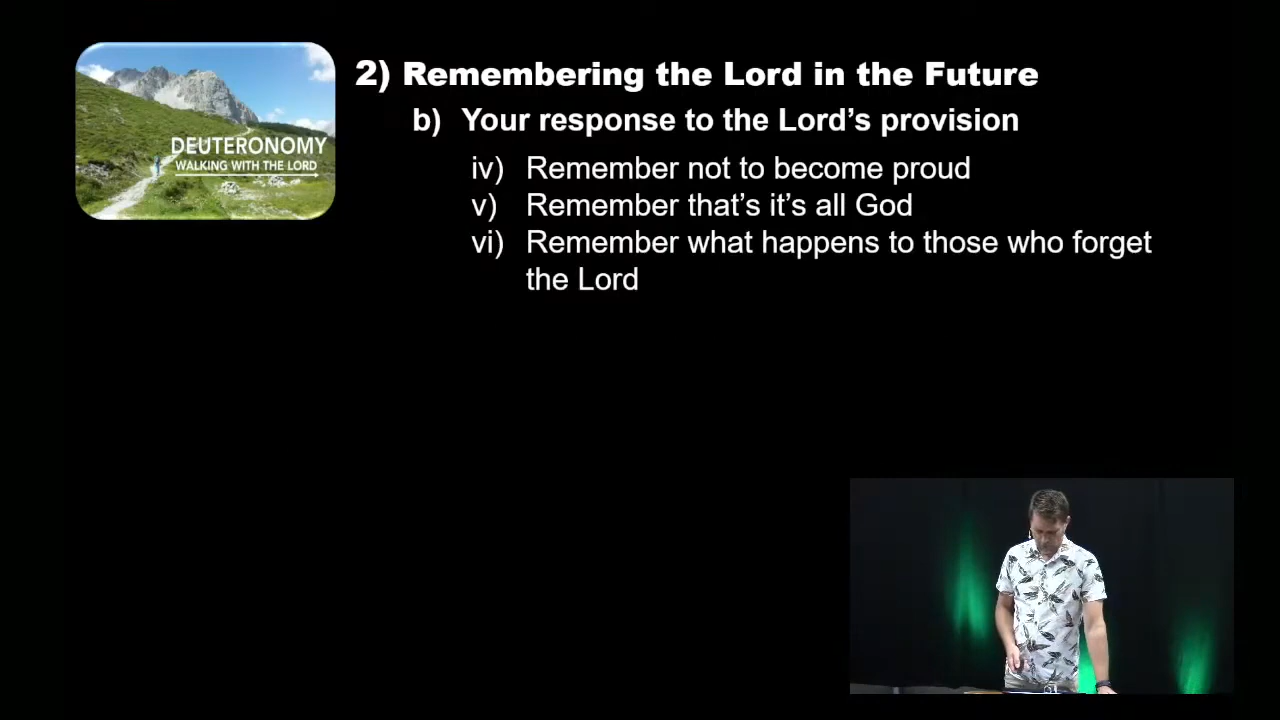 DEUTERONOMY
WALKING WITH THE LORD
2) Remembering the Lord in the Future
b) Your response to the Lord's provision
iv) Remember not to become proud
v) Remember that's it's all God
vi) Remember what happens to those who forget
the Lord